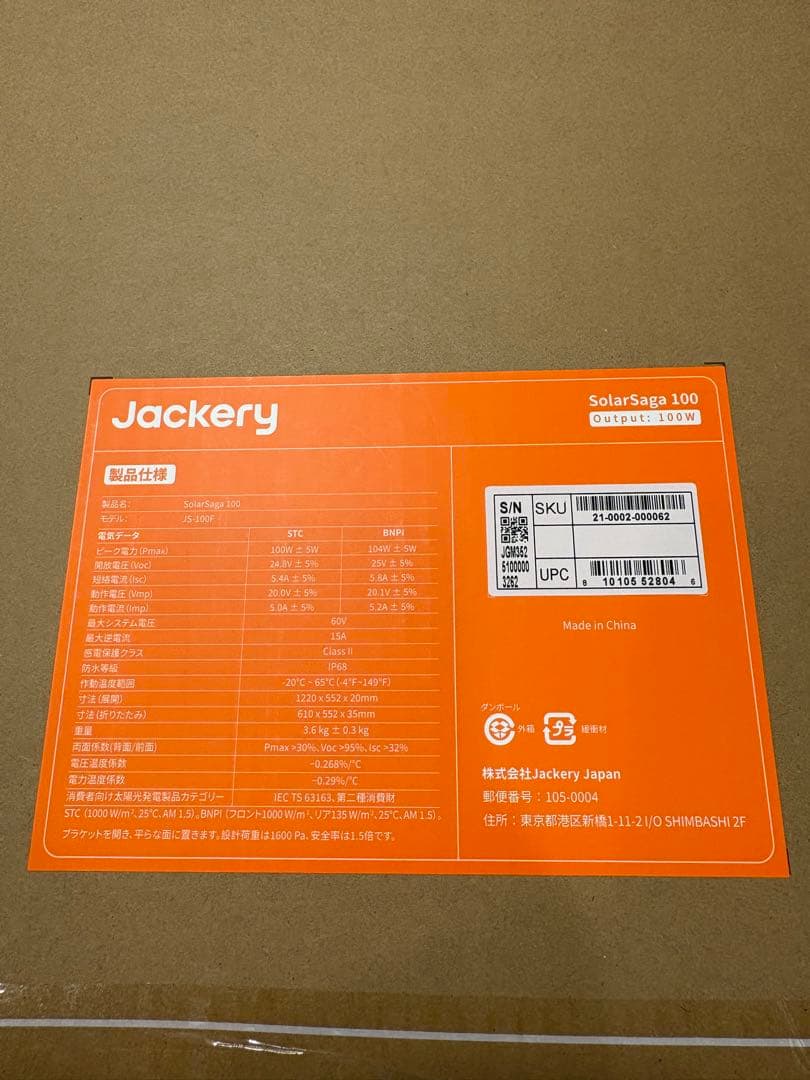 Jackery
SolarSaga 100
Output: 100W
製品仕様
製品名: SolarSaga 100
モデル: JS-100F
電気データ STC BNPI
ピーク電力 (Pmax) 100W ± 5W 104W ± 5W
開放電圧 (Voc) 24.8V ± 5% 25V ± 5%
短絡電流 (Isc) 5.4A ± 5% 5.8A ± 5%
動作電圧 (Vmp) 20.0V ± 5% 20.1V ± 5%
動作電流 (Imp) 5.0A ± 5% 5.2A ± 5%
最大システム電圧 60V
最大逆電流 15A
感電保護クラス Class II
防水等級 IP68
作動温度範囲 -20°C ~ 65°C (-4°F~149°F)
寸法 (展開) 1220 x 552 x 20mm
寸法 (折りたたみ) 610 x 552 x 35mm
重量 3.6 kg ± 0.3 kg
両面係数(背面/前面) Pmax >30%、Voc >95%、Isc >32%
電圧温度係数 -0.268%/°C
電力温度係数 -0.29%/°C
消費者向け太陽光発電製品カテゴリー IEC TS 63163、第二種消費財
STC (1000 W/m², 25°C, AM 1.5)。BNPI (フロント1000 W/m²、リア135 W/m²、25°C、AM 1.5)。
ブラケットを開き、平らな面に置きます。設計荷重は1600 Pa、安全率は1.5倍です。
S/N
JGM352
5100000
3262
SKU
21-0002-000062
UPC
8 10105 52804 6
Made in China
ダンボール
外箱
プラ
緩衝材
株式会社Jackery Japan
郵便番号：105-0004
住所：東京都港区新橋1-11-2 I/O SHIMBASHI 2F